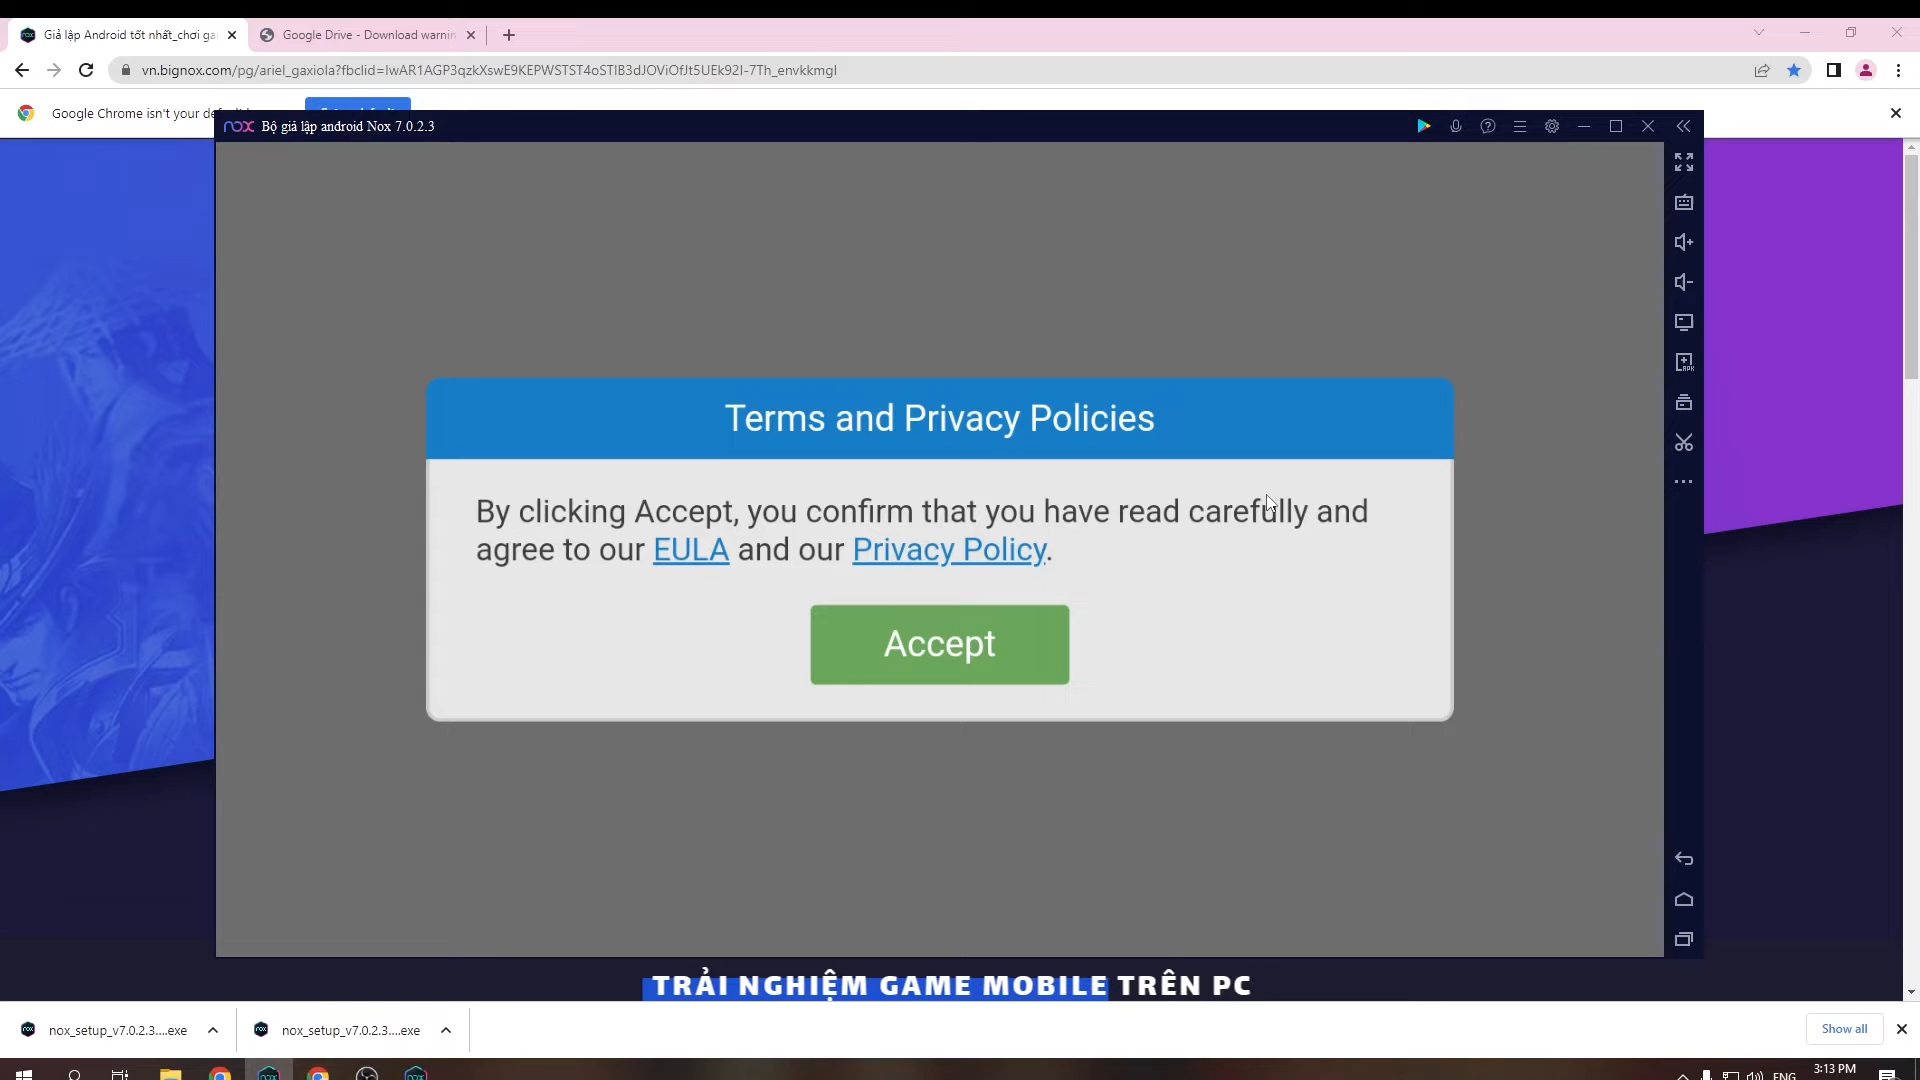 Giả lập Android tốt nhất_chơi ga
Google Drive - Download warnin
vn.bignox.com/pg/ariel_gaxiola?fbclid=IwAR1AGP3qzkXswE9KEPWSTST4oSTIB3dJOViOfJt5UEk92I-7Th_envkkmgI
Google Chrome isn't your
nox Bộ giả lập android Nox 7.0.2.3
Terms and Privacy Policies
By clicking Accept, you confirm that you have read carefully and
agree to our EULA and our Privacy Policy.
Accept
APK
TRẢI NGHIỆM GAME MOBILE TRÊN PC
nox_setup_v7.0.2.3....exe
nox_setup_v7.0.2.3....exe
Show all
ENG
3:13 PM